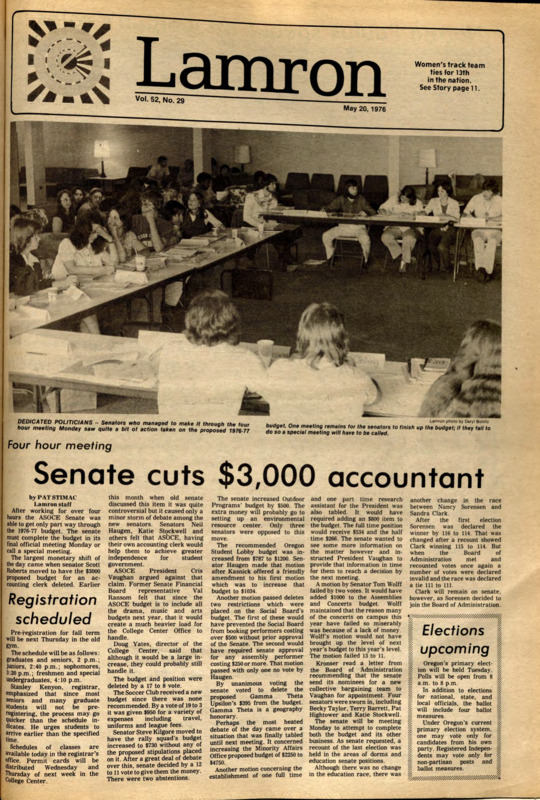 Lamron
Vol. 52, No. 29
May 20, 1976
Women's track team
ties for 13th
in the nation.
See Story page 11.
Lamron photo by Daryl Bonitz
DEDICATED POLITICIANS – Senators who managed to make it through the four
hour meeting Monday saw quite a bit of action taken on the proposed 1976-77
budget. One meeting remains for the senators to finish up the budget; if they fail to
do so a special meeting will have to be called.
Four hour meeting
Senate cuts $3,000 accountant
by PAT STIMAC
Lamron staff
After working for over four
hours the ASOCE Senate was
able to get only part way through
the 1976-77 budget. The senate
must complete the budget in its
final official meeting Monday or
call a special meeting.
The largest monetary shift of
the day came when senator Scott
Roberts moved to have the $3000
proposed budget for an ac-
counting clerk deleted. Earlier
this month when old senate
discussed this item it was quite
controversial but it caused only a
minor storm of debate among the
new senators. Senators Neil
Haugen, Katie Stockwell and
others felt that ASOCE, having
their own accounting clerk would
help them to achieve greater
independence for student
government.
ASOCE President Cris
Vaughan argued against that
claim. Former Senate Financial
Board Representative Val
Ransom felt that since the
ASOCE budget is to include all
the drama, music and arts
budgets next year, that it would
create a much heavier load for
the College Center Office to
handle.
Doug Yates, director of the
College Center, said that
although it would be a large in-
crease, they could possibly still
handle it.
The budget and position were
deleted by a 17 to 8 vote.
The Soccer Club received a new
budget since there was none
recommended. By a vote of 19 to 3
it was given $950 for a variety of
expenses including travel,
uniforms and league fees.
Senator Steve Kilgore moved to
have the rally squad's budget
increased to $730 without any of
the proposed stipulations placed
on it. After a great deal of debate
over this, senate decided by a 12
to 11 vote to give them the money.
There were two abstentions.
The senate increased Outdoor
Programs' budget by $500. The
extra money will probably go to
setting up an environmental
resource center. Only three
senators were opposed to this
move.
The recommended Oregon
Student Lobby budget was in-
creased from $787 to $1200. Sen-
ator Haugen made that motion
after Kannick offered a friendly
amendment to his first motion
which was to increase that
budget to $1034.
Another motion passed deletes
two restrictions which were
placed on the Social Board's
budget. The first of these would
have prevented the Social Board
from booking performers costing
over $500 without prior approval
of the Senate. The second would
have required senate approval
for any assembly performer
costing $250 or more. That motion
passed with only one no vote by
Haugen.
By unanimous voting the
senate voted to delete the
proposed Gamma Theta
Upsilon's $395 from the budget.
Gamma Theta is a geography
honorary.
Perhaps the most heated
debate of the day came over a
situation that was finally tabled
until next week. It concerned
increasing the Minority Affairs
Office proposed budget of $2250 to
$4750.
Another motion concerning the
establishment of one full time
and one part time research
assistant for the President was
also tabled. It would have
required adding an $800 item to
the budget. The full time position
would receive $534 and the half
time $266. The senate wanted to
see some more information on
the matter however and in-
structed President Vaughan to
provide that information in time
for them to reach a decision by
the next meeting.
A motion by Senator Tom Wolff
failed by two votes. It would have
added $1000 to the Assemblies
and Concerts budget. Wolff
maintained that the reason many
of the concerts on campus this
year have failed so miserably
was because of a lack of money.
Wolff's motion would not have
brought up the level of next
year's budget to this year's level.
The motion failed 13 to 11.
Kronser read a letter from
the Board of Administration
recommending that the senate
send its nominees for a new
collective bargaining team to
Vaughan for appointment. Four
senators were sworn in, including
Becky Taylor, Terry Barrett, Pat
Hightower and Katie Stockwell.
The senate will be meeting
Monday to attempt to complete
both the budget and its other
business. As senate requested, a
recount of the last election was
held in the areas of dorms and
education senate positions.
Although there was no change
in the education race, there was
another change in the race
between Nancy Sorensen and
Sandra Clark.
After the first election
Sorensen was declared the
winner by 116 to 114. That was
changed after a recount showed
Clark winning 115 to 114. But
when the Board of
Administration met and
recounted votes once again a
number of votes were declared
invalid and the race was declared
a tie 111 to 111.
Clark will remain on senate,
however, as Sorensen decided to
join the Board of Administration.
Registration
scheduled
Pre-registration for fall term
will be next Thursday in the old
gym.
The schedule will be as follows:
graduates and seniors, 2 p.m.,
juniors, 2:40 p.m.; sophomores,
3:20 p.m.; freshmen and special
undergraduates, 4:10 p.m.
Stanley Kenyon, registrar,
emphasized that since most
seniors and many graduate
students will not be pre-
registering, the process may go
quicker than the schedule in-
dicates. He urges students to
arrive earlier than the specified
time.
Schedules of classes are
available today in the registrar's
office. Permit cards will be
distributed Wednesday and
Thursday of next week in the
College Center.
Elections
upcoming
Oregon's primary elect-
ion will be held Tuesday.
Polls will be open from 8
a.m. to 8 p.m.
In addition to elections
for national, state, and
local officials, the ballot
will include four ballot
measures.
Under Oregon's current
primary election system,
one may vote only for
candidates from his own
party. Registered Indepen-
dents may vote only for
non-partisan posts and
ballot measures.